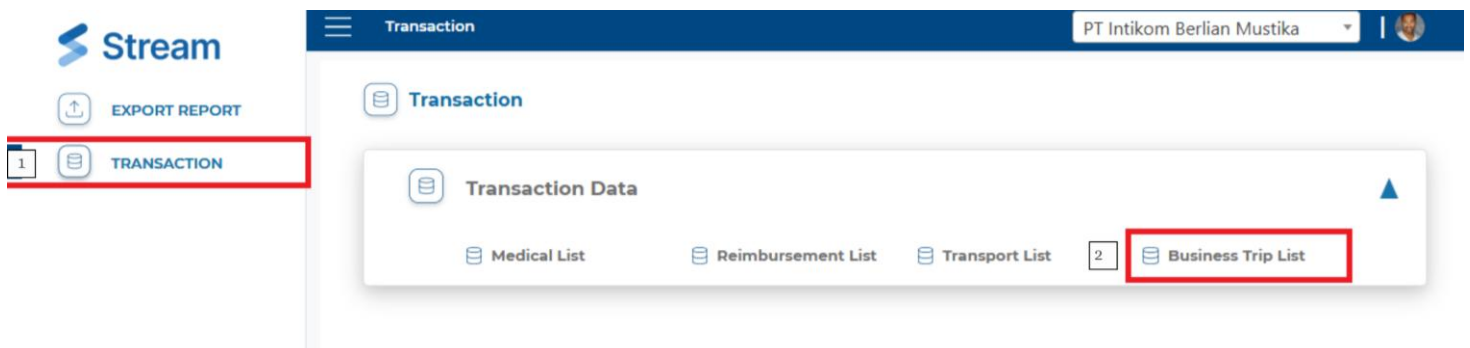 Stream
Transaction
PT Intikom Berlian Mustika
EXPORT REPORT
Transaction
1
TRANSACTION
Transaction Data
Medical List
Reimbursement List
Transport List
2
Business Trip List